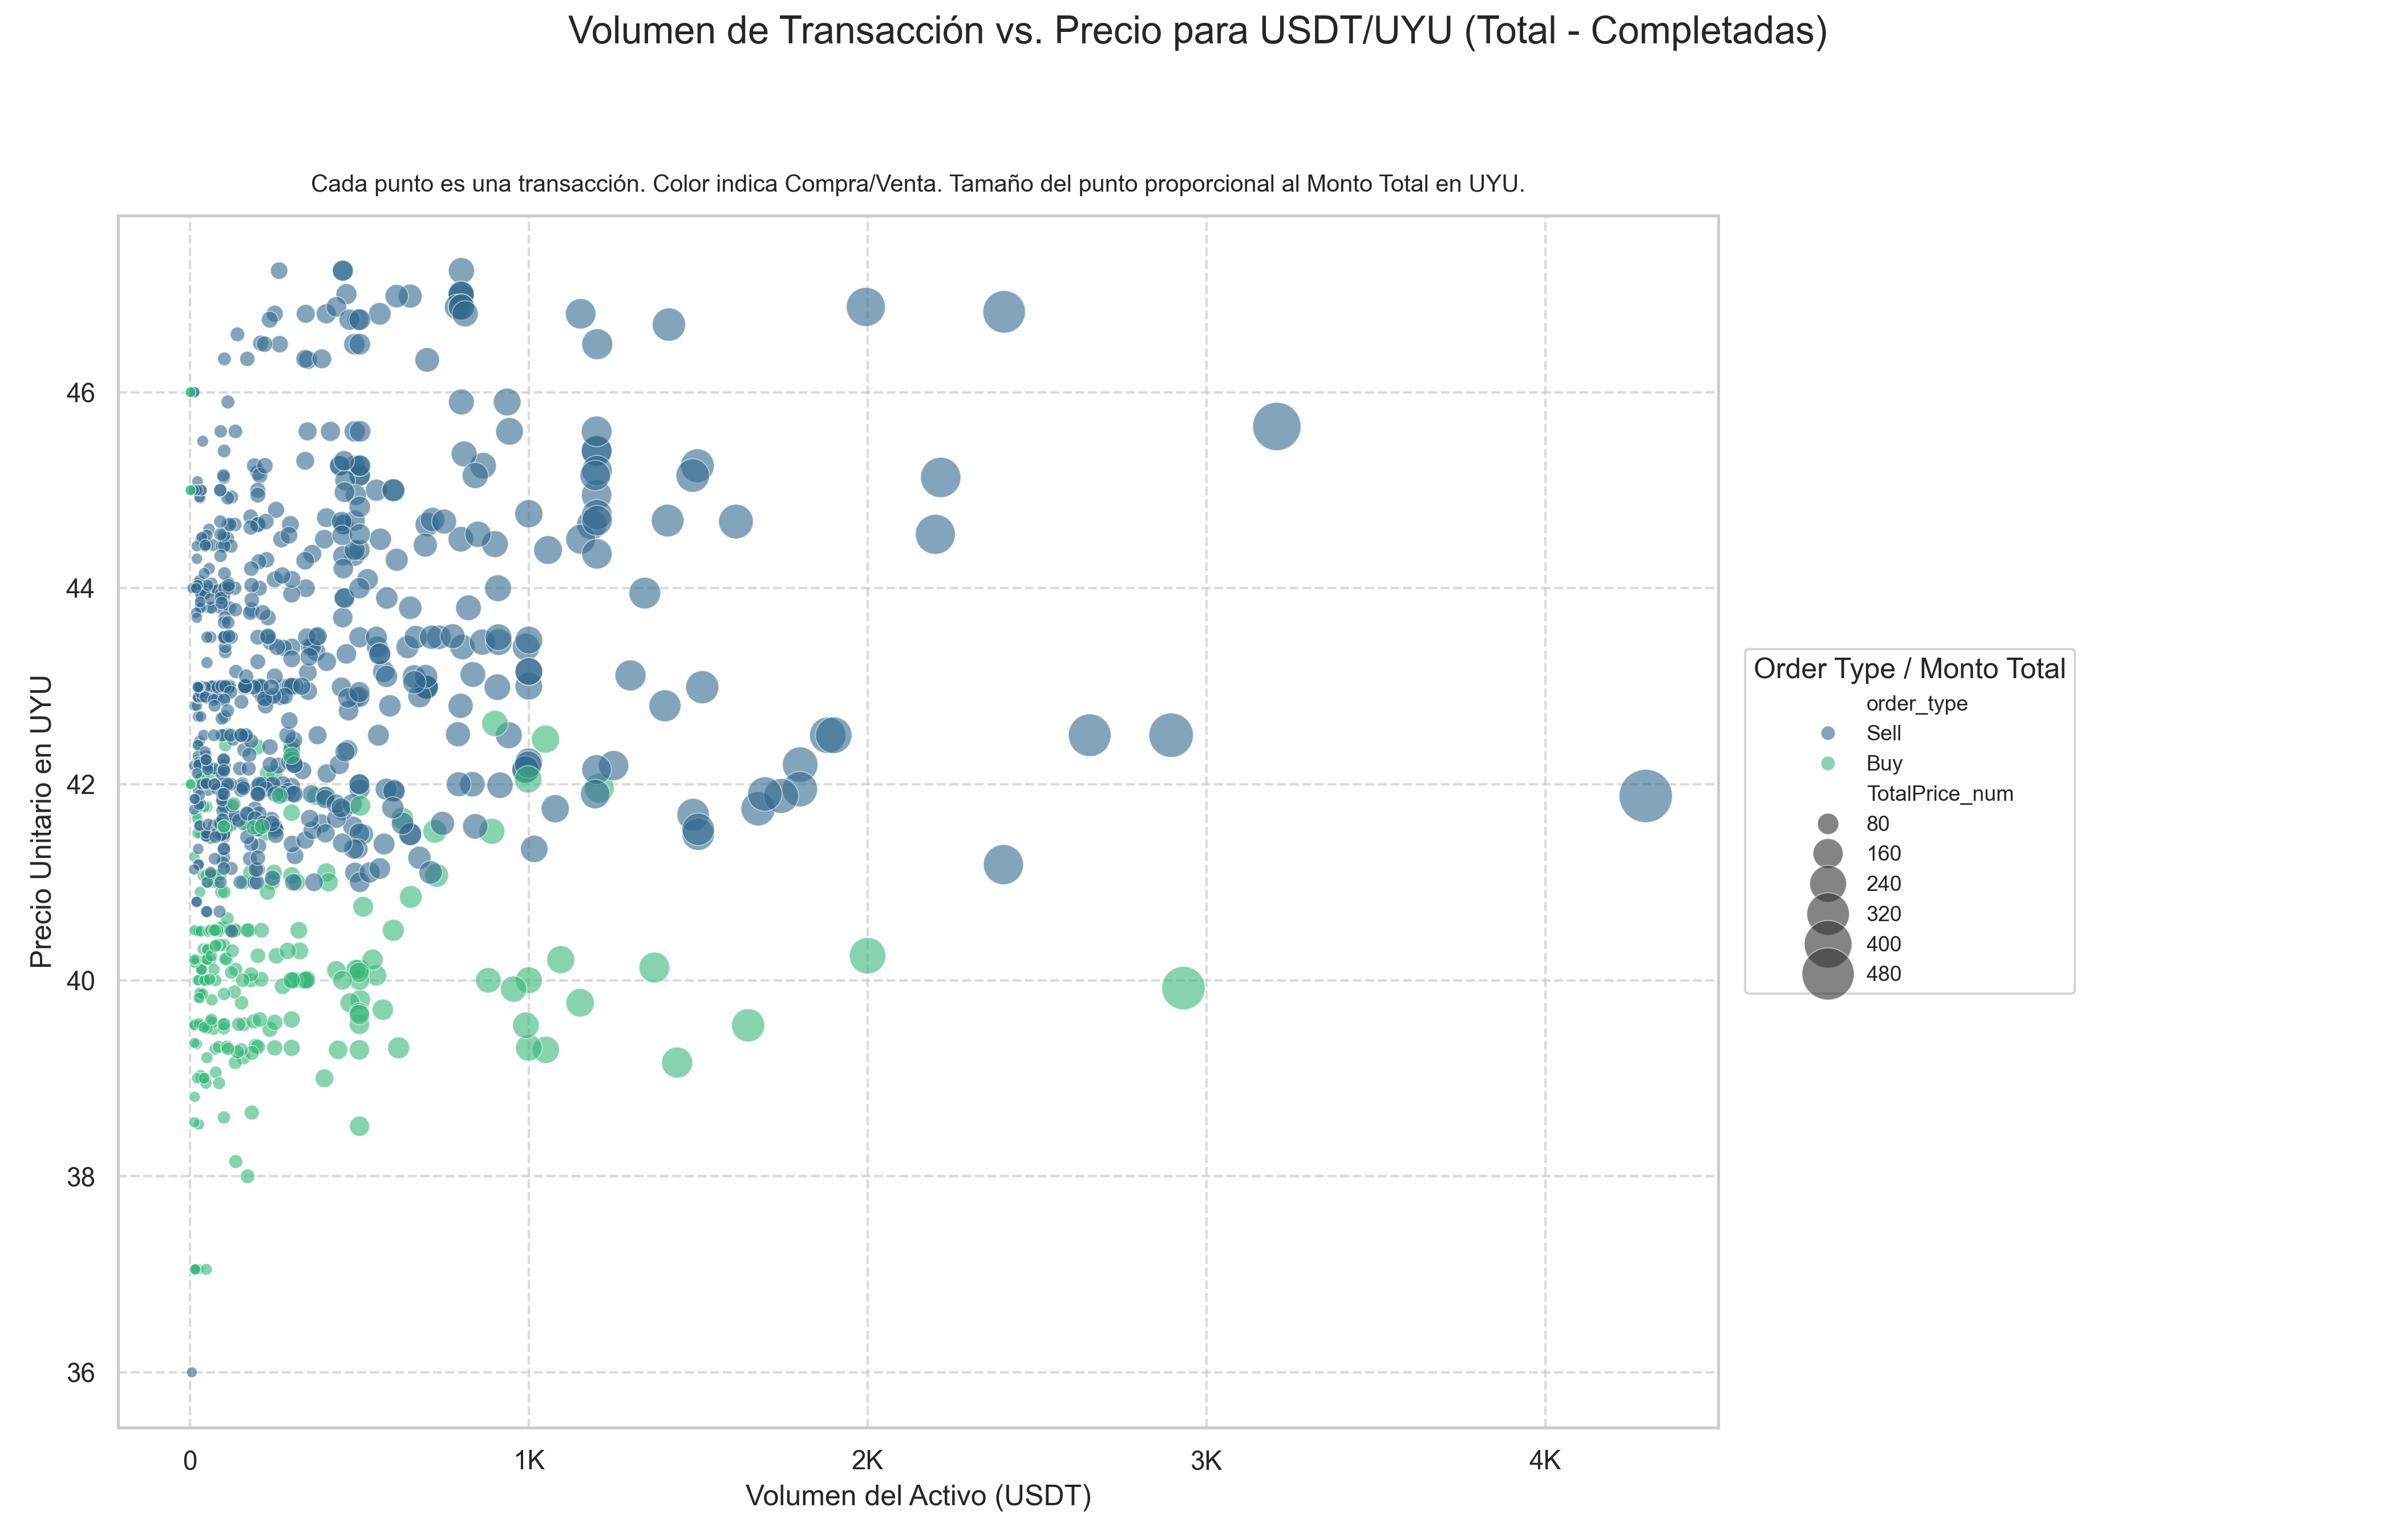 Volumen de Transacción vs. Precio para USDT/UYU (Total - Completadas)
Cada punto es una transacción. Color indica Compra/Venta. Tamaño del punto proporcional al Monto Total en UYU.
Precio Unitario en UYU
46
44
42
40
38
36
0
1K
2K
3K
4K
Volumen del Activo (USDT)
Order Type / Monto Total
order_type
Sell
Buy
TotalPrice_num
80
160
240
320
400
480